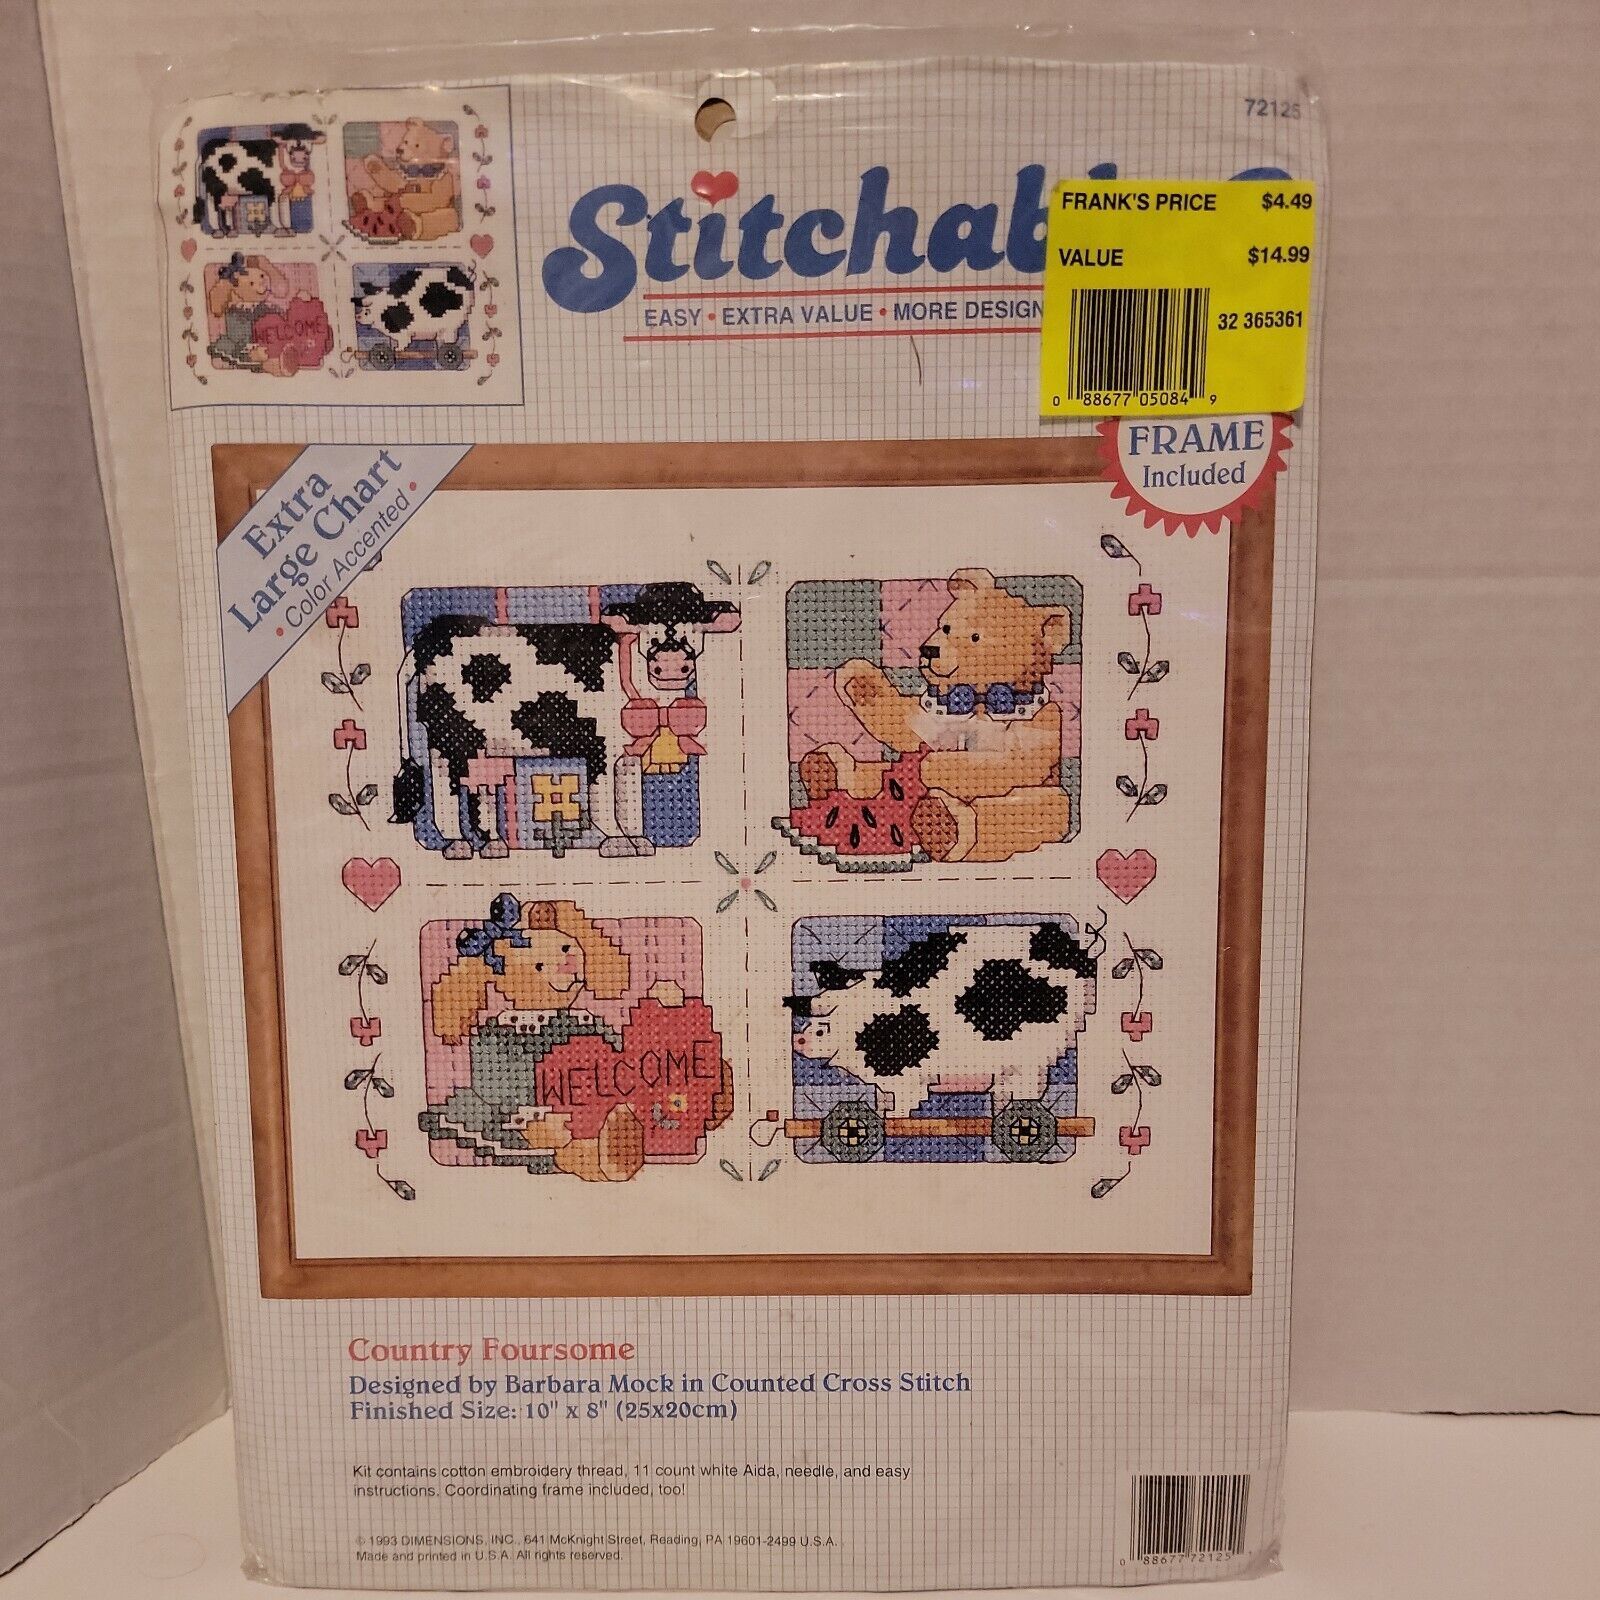 72125
WELCOME
Stitchabl
EASY • EXTRA VALUE • MORE DESIGN
FRANK'S PRICE $4.49
VALUE $14.99
32 365361
0 88677 05084 9
FRAME
Included
Extra
Large Chart
• Color Accented •
WELCOME
Country Foursome
Designed by Barbara Mock in Counted Cross Stitch
Finished Size: 10" x 8" (25x20cm)
Kit contains cotton embroidery thread, 11 count white Aida, needle, and easy
instructions. Coordinating frame included, too!
© 1993 DIMENSIONS, INC., 641 McKnight Street, Reading, PA 19601-2499 U.S.A.
Made and printed in U.S.A. All rights reserved.
0 88677 72125 1